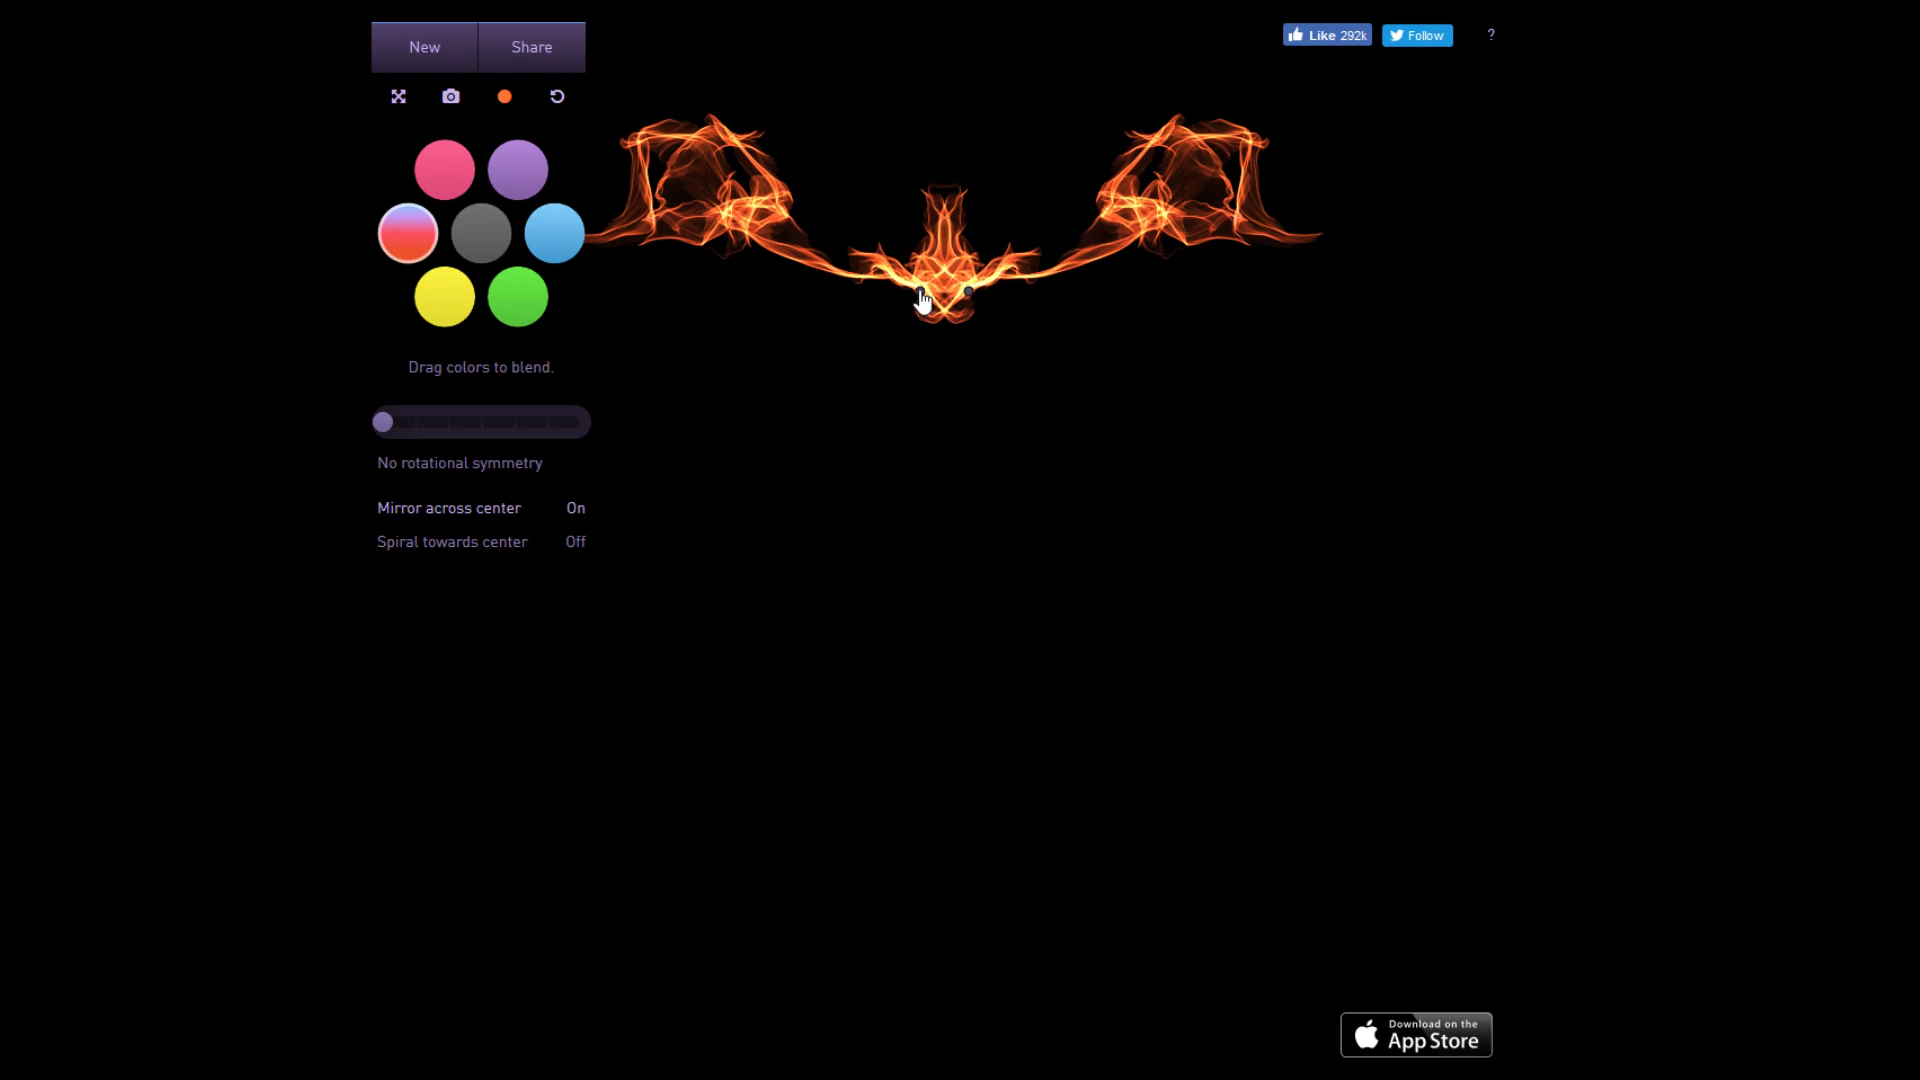 New
Share
Like 292k
Follow
?
Drag colors to blend.
No rotational symmetry
Mirror across center On
Spiral towards center Off
Download on the
App Store